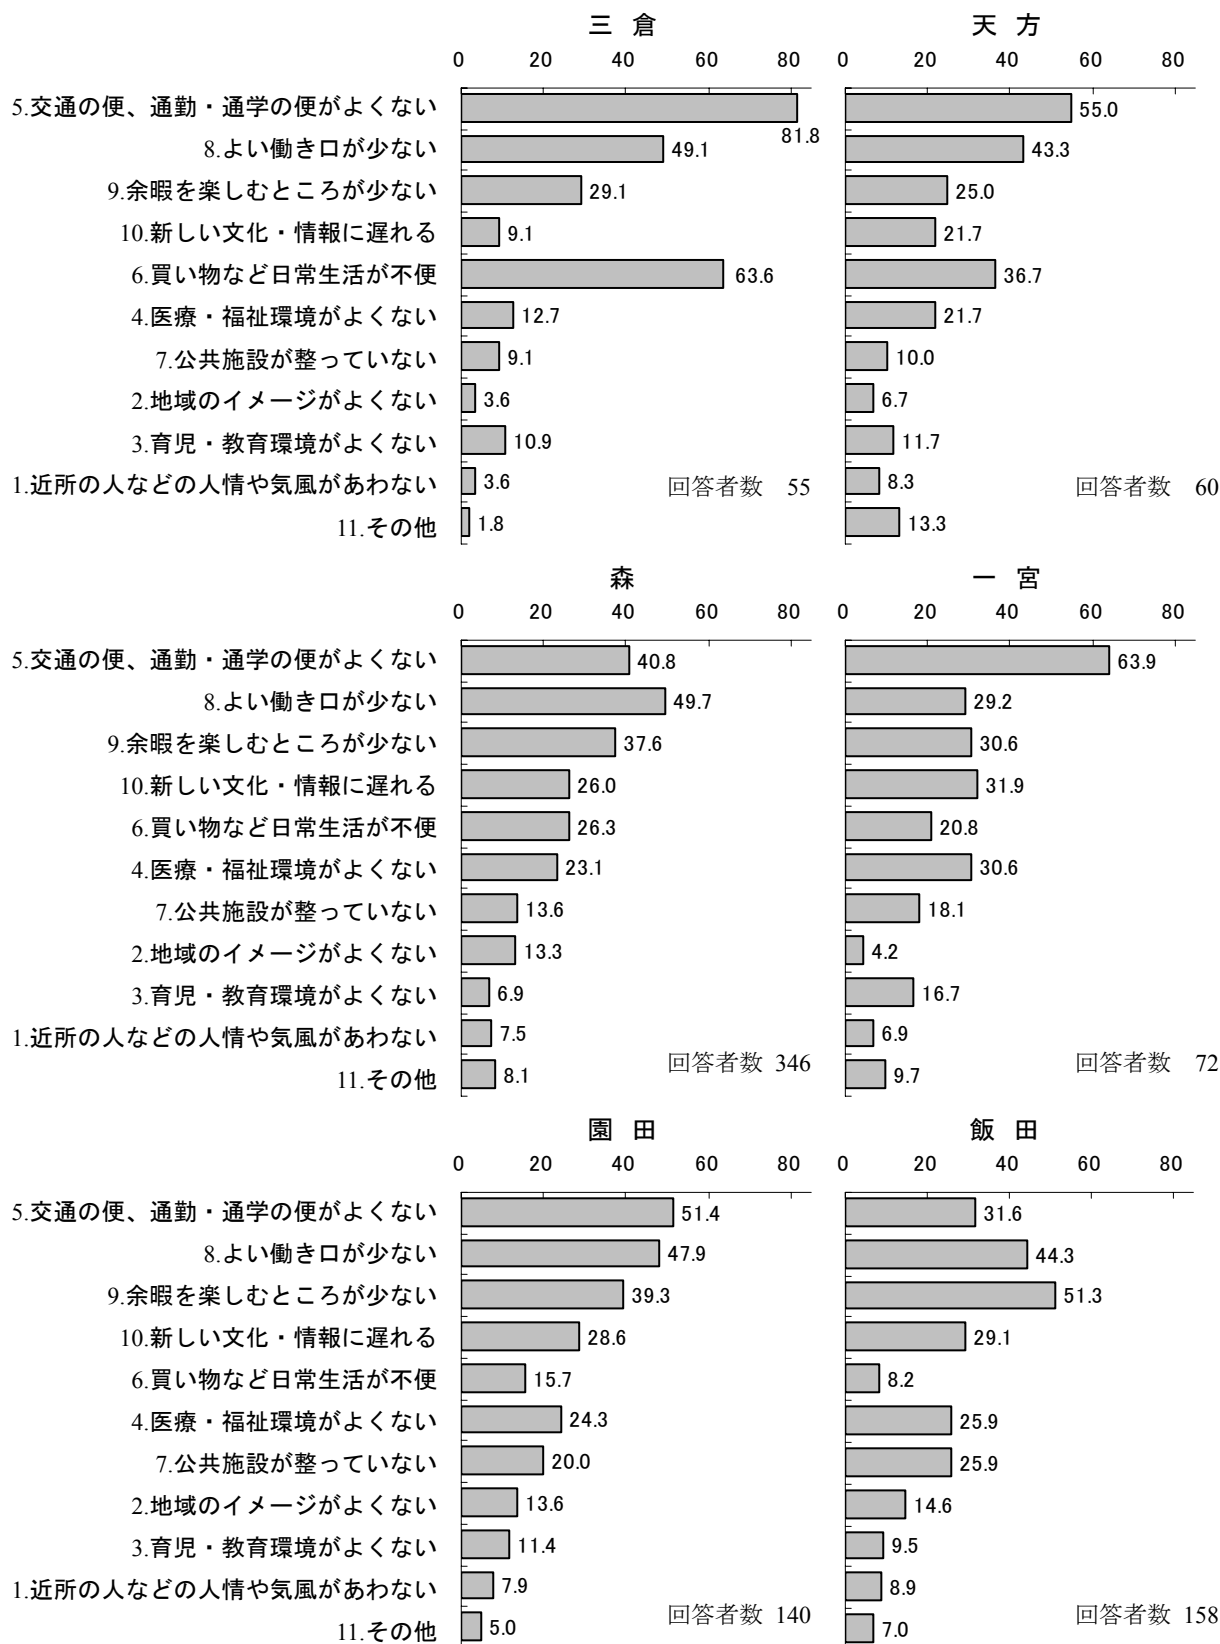 三 倉 天 方
0 20 40 60 80 0 20 40 60 80
5.交通の便、通勤・通学の便がよくない 81.8 55.0
8.よい働き口が少ない 49.1 43.3
9.余暇を楽しむところが少ない 29.1 25.0
10.新しい文化・情報に遅れる 9.1 21.7
6.買い物など日常生活が不便 63.6 36.7
4.医療・福祉環境がよくない 12.7 21.7
7.公共施設が整っていない 9.1 10.0
2.地域のイメージがよくない 3.6 6.7
3.育児・教育環境がよくない 10.9 11.7
1.近所の人などの人情や気風があわない 3.6 回答者数 55 8.3 回答者数 60
11.その他 1.8 13.3
森 一 宮
0 20 40 60 80 0 20 40 60 80
5.交通の便、通勤・通学の便がよくない 40.8 63.9
8.よい働き口が少ない 49.7 29.2
9.余暇を楽しむところが少ない 37.6 30.6
10.新しい文化・情報に遅れる 26.0 31.9
6.買い物など日常生活が不便 26.3 20.8
4.医療・福祉環境がよくない 23.1 30.6
7.公共施設が整っていない 13.6 18.1
2.地域のイメージがよくない 13.3 4.2
3.育児・教育環境がよくない 6.9 16.7
1.近所の人などの人情や気風があわない 7.5 回答者数 346 6.9 回答者数 72
11.その他 8.1 9.7
園 田 飯 田
0 20 40 60 80 0 20 40 60 80
5.交通の便、通勤・通学の便がよくない 51.4 31.6
8.よい働き口が少ない 47.9 44.3
9.余暇を楽しむところが少ない 39.3 51.3
10.新しい文化・情報に遅れる 28.6 29.1
6.買い物など日常生活が不便 15.7 8.2
4.医療・福祉環境がよくない 24.3 25.9
7.公共施設が整っていない 20.0 25.9
2.地域のイメージがよくない 13.6 14.6
3.育児・教育環境がよくない 11.4 9.5
1.近所の人などの人情や気風があわない 7.9 回答者数 140 8.9 回答者数 158
11.その他 5.0 7.0